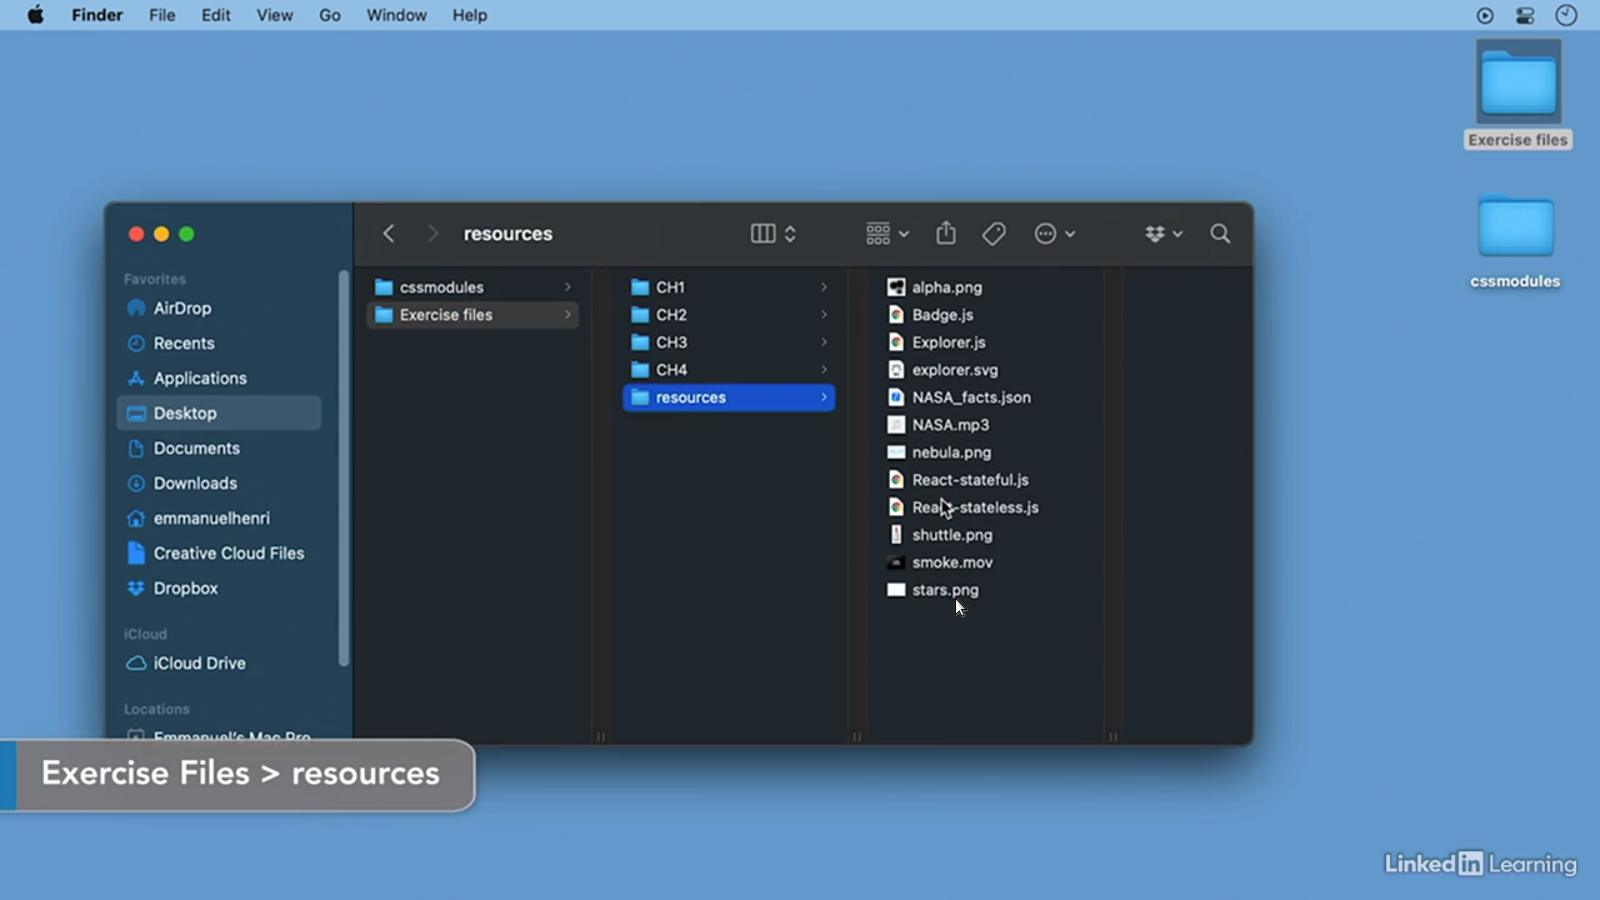 Finder File Edit View Go Window Help
Exercise files
cssmodules
resources
Favorites
AirDrop
Recents
Applications
Desktop
Documents
Downloads
emmanuelhenri
Creative Cloud Files
Dropbox
iCloud
iCloud Drive
Locations
Emmanuel's Mac Pro
cssmodules
Exercise files
CH1
CH2
CH3
CH4
resources
alpha.png
Badge.js
Explorer.js
explorer.svg
NASA_facts.json
NASA.mp3
nebula.png
React-stateful.js
React-stateless.js
shuttle.png
smoke.mov
stars.png
Exercise Files > resources
LinkedIn Learning